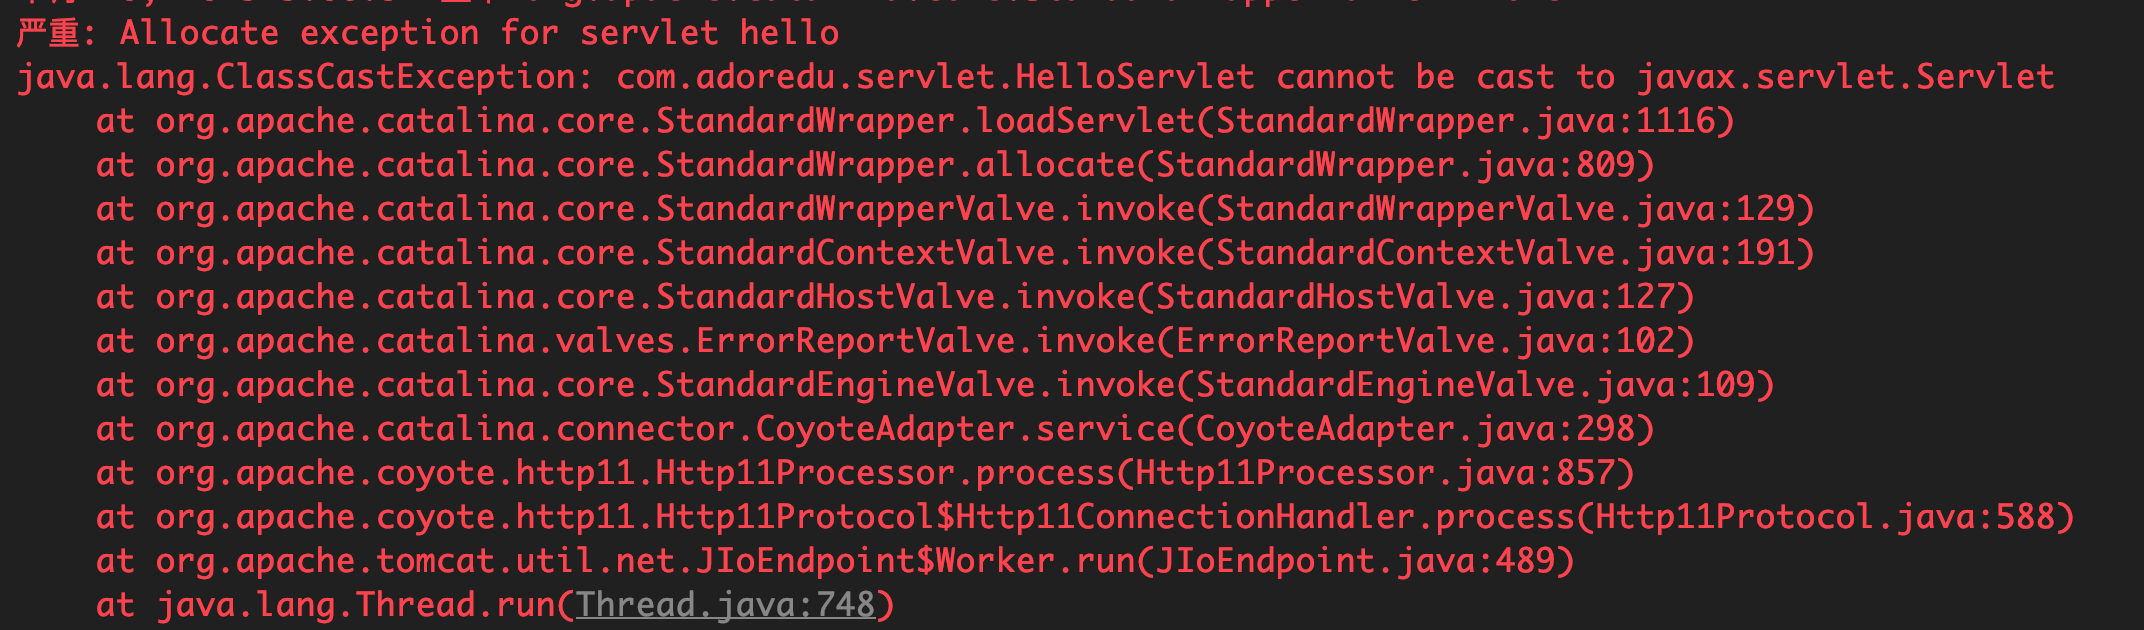 严重: Allocate exception for servlet hello
java.lang.ClassCastException: com.adoredu.servlet.HelloServlet cannot be cast to javax.servlet.Servlet
at org.apache.catalina.core.StandardWrapper.loadServlet(StandardWrapper.java:1116)
at org.apache.catalina.core.StandardWrapper.allocate(StandardWrapper.java:809)
at org.apache.catalina.core.StandardWrapperValve.invoke(StandardWrapperValve.java:129)
at org.apache.catalina.core.StandardContextValve.invoke(StandardContextValve.java:191)
at org.apache.catalina.core.StandardHostValve.invoke(StandardHostValve.java:127)
at org.apache.catalina.valves.ErrorReportValve.invoke(ErrorReportValve.java:102)
at org.apache.catalina.core.StandardEngineValve.invoke(StandardEngineValve.java:109)
at org.apache.catalina.connector.CoyoteAdapter.service(CoyoteAdapter.java:298)
at org.apache.coyote.http11.Http11Processor.process(Http11Processor.java:857)
at org.apache.coyote.http11.Http11Protocol$Http11ConnectionHandler.process(Http11Protocol.java:588)
at org.apache.tomcat.util.net.JIoEndpoint$Worker.run(JIoEndpoint.java:489)
at java.lang.Thread.run(Thread.java:748)